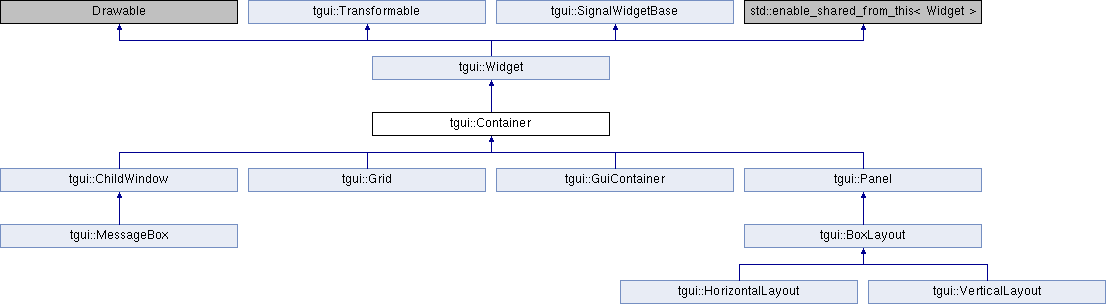 Drawable
tgui::Transformable
tgui::SignalWidgetBase
std::enable_shared_from_this< Widget >
tgui::Widget
tgui::Container
tgui::ChildWindow
tgui::Grid
tgui::GuiContainer
tgui::Panel
tgui::MessageBox
tgui::BoxLayout
tgui::HorizontalLayout
tgui::VerticalLayout